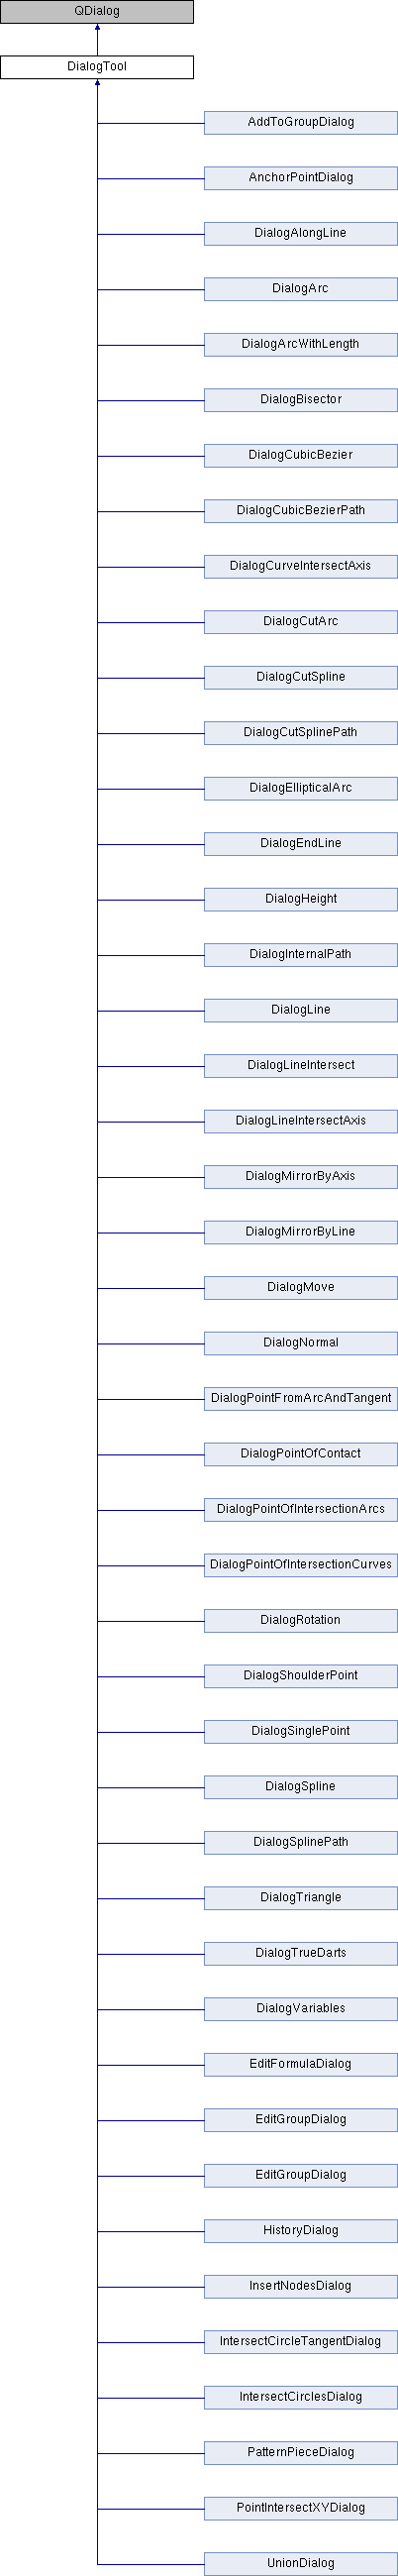 QDialog
DialogTool
AddToGroupDialog
AnchorPointDialog
DialogAlongLine
DialogArc
DialogArcWithLength
DialogBisector
DialogCubicBezier
DialogCubicBezierPath
DialogCurveIntersectAxis
DialogCutArc
DialogCutSpline
DialogCutSplinePath
DialogEllipticalArc
DialogEndLine
DialogHeight
DialogInternalPath
DialogLine
DialogLineIntersect
DialogLineIntersectAxis
DialogMirrorByAxis
DialogMirrorByLine
DialogMove
DialogNormal
DialogPointFromArcAndTangent
DialogPointOfContact
DialogPointOfIntersectionArcs
DialogPointOfIntersectionCurves
DialogRotation
DialogShoulderPoint
DialogSinglePoint
DialogSpline
DialogSplinePath
DialogTriangle
DialogTrueDarts
DialogVariables
EditFormulaDialog
EditGroupDialog
EditGroupDialog
HistoryDialog
InsertNodesDialog
IntersectCircleTangentDialog
IntersectCirclesDialog
PatternPieceDialog
PointIntersectXYDialog
UnionDialog